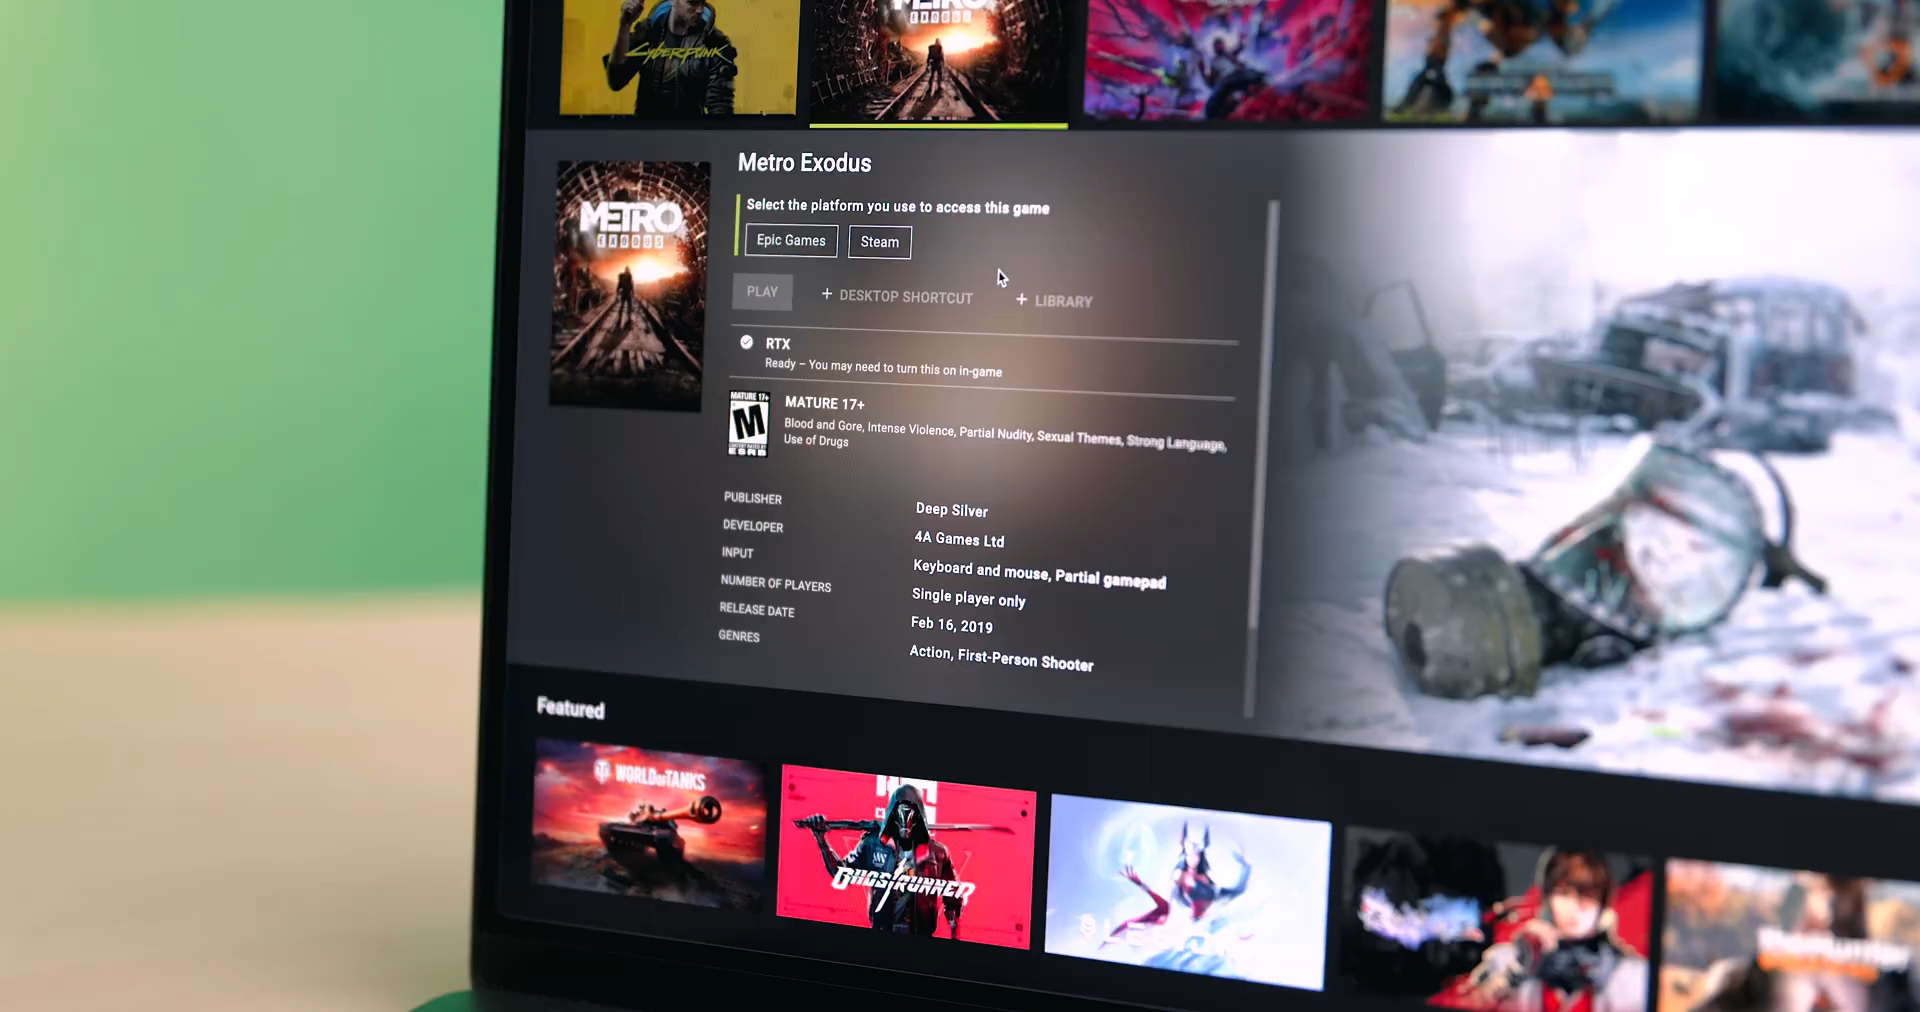 Cyberpunk
METRO
EXODUS
Metro Exodus
METRO
EXODUS
Select the platform you use to access this game
Epic Games
Steam
PLAY
+ DESKTOP SHORTCUT
+ LIBRARY
RTX
Ready – You may need to turn this on in-game
MATURE 17+
M
ESRB
MATURE 17+
Blood and Gore, Intense Violence, Partial Nudity, Sexual Themes, Strong Language,
Use of Drugs
PUBLISHER
Deep Silver
DEVELOPER
4A Games Ltd
INPUT
Keyboard and mouse, Partial gamepad
NUMBER OF PLAYERS
Single player only
RELEASE DATE
Feb 16, 2019
GENRES
Action, First-Person Shooter
Featured
WORLD OF TANKS
GHOSTRUNNER